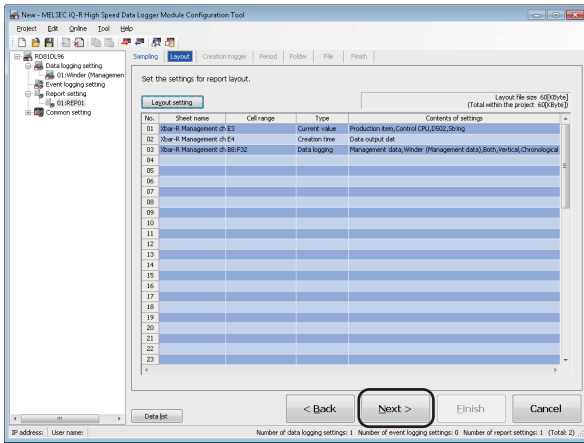 New - MELSEC iQ-R High Speed Data Logger Module Configuration Tool
Project Edit Online Tool Help
RD81DL96
Data logging setting
01:Winder (Managemen
Event logging setting
Report setting
01:REP01
Common setting
Sampling Layout Creation trigger Period Folder File Finish
Set the settings for report layout.
Layout setting
Layout file size 60[KByte]
(Total within the project 60[KByte])
No. Sheet name Cell range Type Contents of settings
01 Xbar-R Management ch E3 Current value Production item,Control CPU,D502,String
02 Xbar-R Management ch E4 Creation time Data output dat
03 Xbar-R Management ch B8:F32 Data logging Management data,Winder (Management data),Both,Vertical,Chronological
04
05
06
07
08
09
10
11
12
13
14
15
16
17
18
19
20
21
22
23
Data list
< Back Next > Finish Cancel
IP address: User name: Number of data logging settings: 1 Number of event logging settings: 0 Number of report settings: 1 (Total: 2)